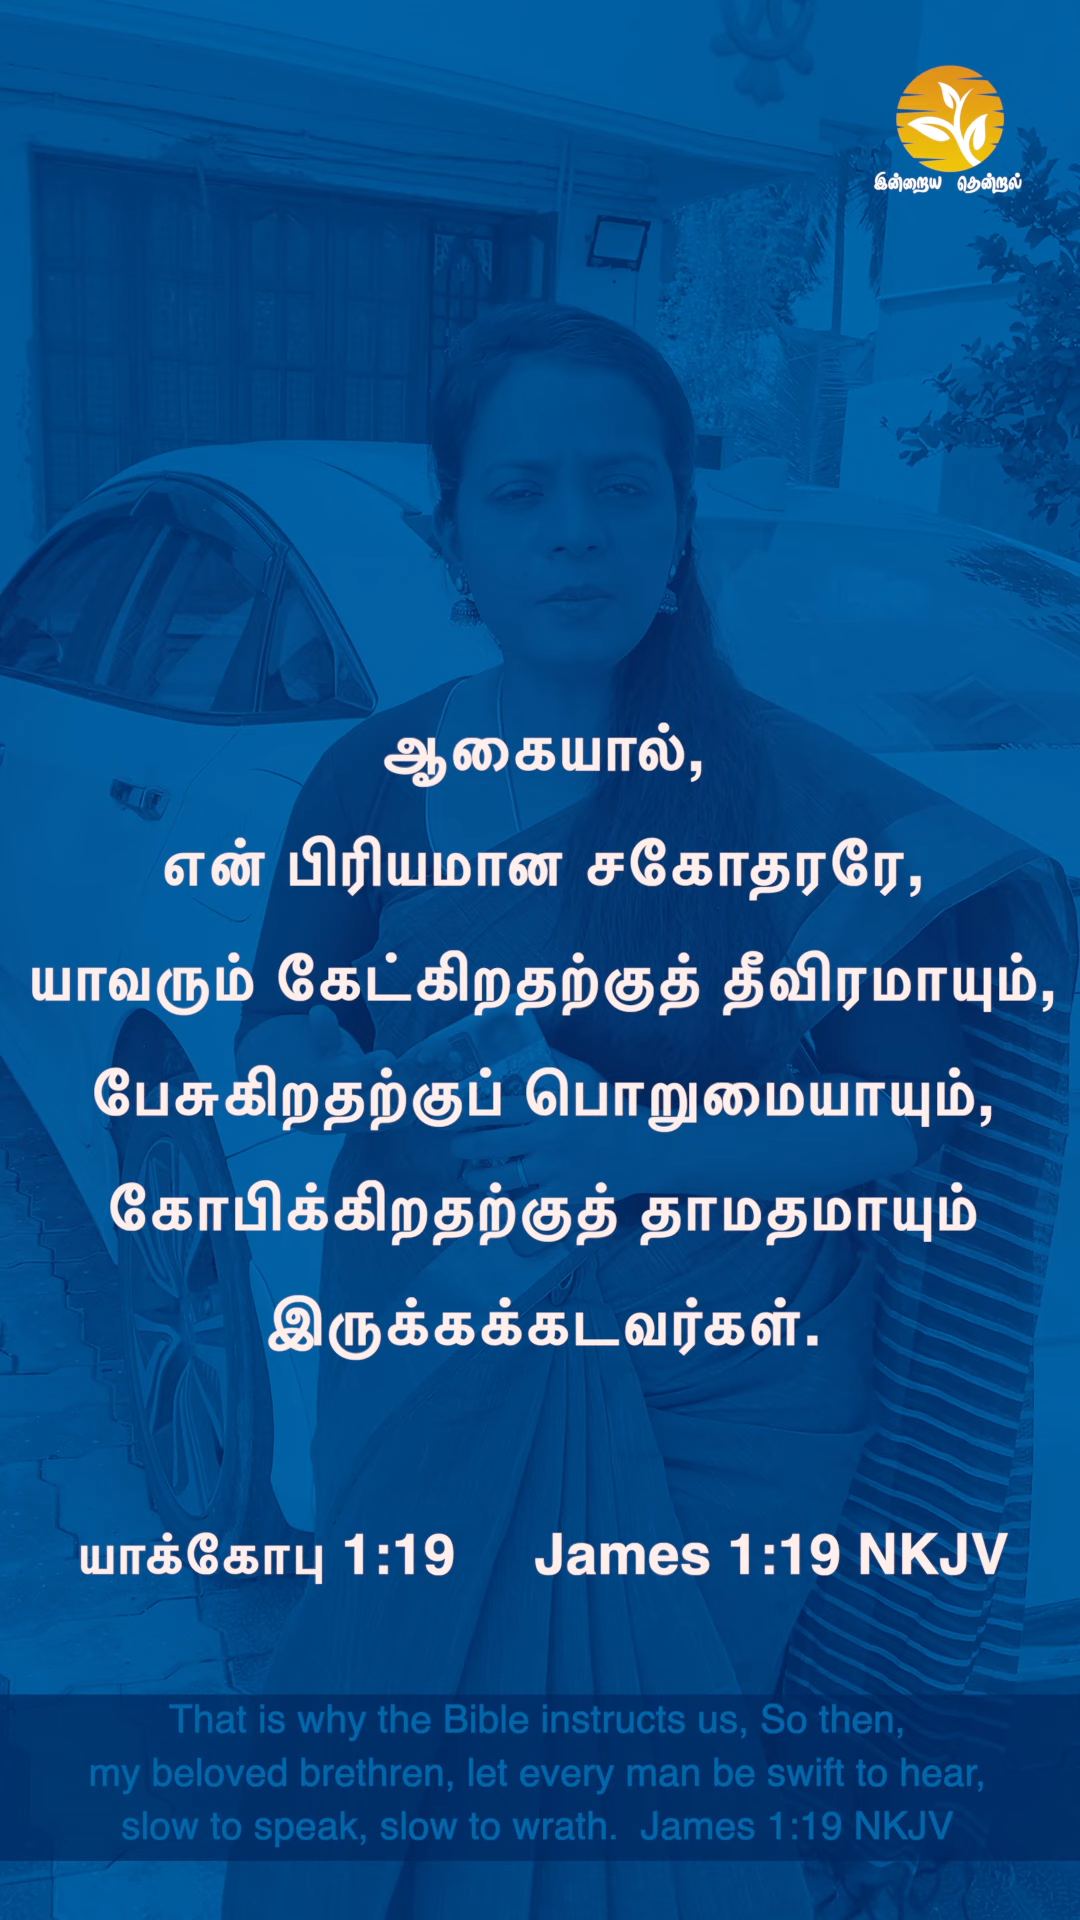 இன்றைய தென்றல்
ஆகையால்,
என் பிரியமான சகோதரரே,
யாவரும் கேட்கிறதற்குத் தீவிரமாயும்,
பேசுகிறதற்குப் பொறுமையாயும்,
கோபிக்கிறதற்குத் தாமதமாயும்
இருக்கக்கடவர்கள்.
யாக்கோபு 1:19 James 1:19 NKJV
That is why the Bible instructs us, So then,
my beloved brethren, let every man be swift to hear,
slow to speak, slow to wrath. James 1:19 NKJV